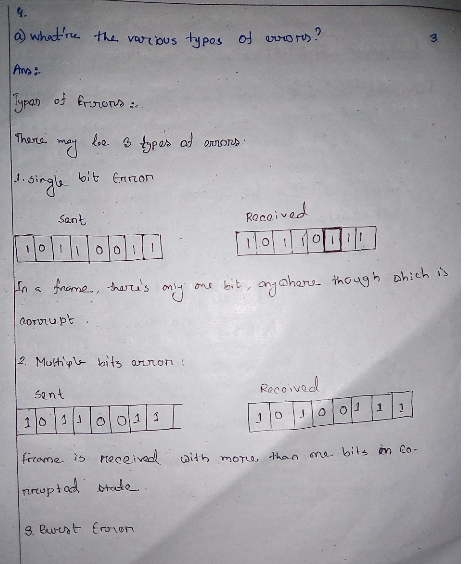 4.
a) what're the various types of errors? 3
Ans:
Types of Errors:
There may be 3 types of errors.
1. single bit Error
Sent Received
1 0 1 1 0 0 1 1 1 0 1 1 0 1 1 1
In a frame, there's only one bit, anywhere though which is
corrupt.
2. Multiple bits error:
Sent Received
1 0 1 1 0 0 1 1 1 0 1 0 0 1 1 1
frame is received with more than one bits in co-
rrupted state.
3. Burst Error